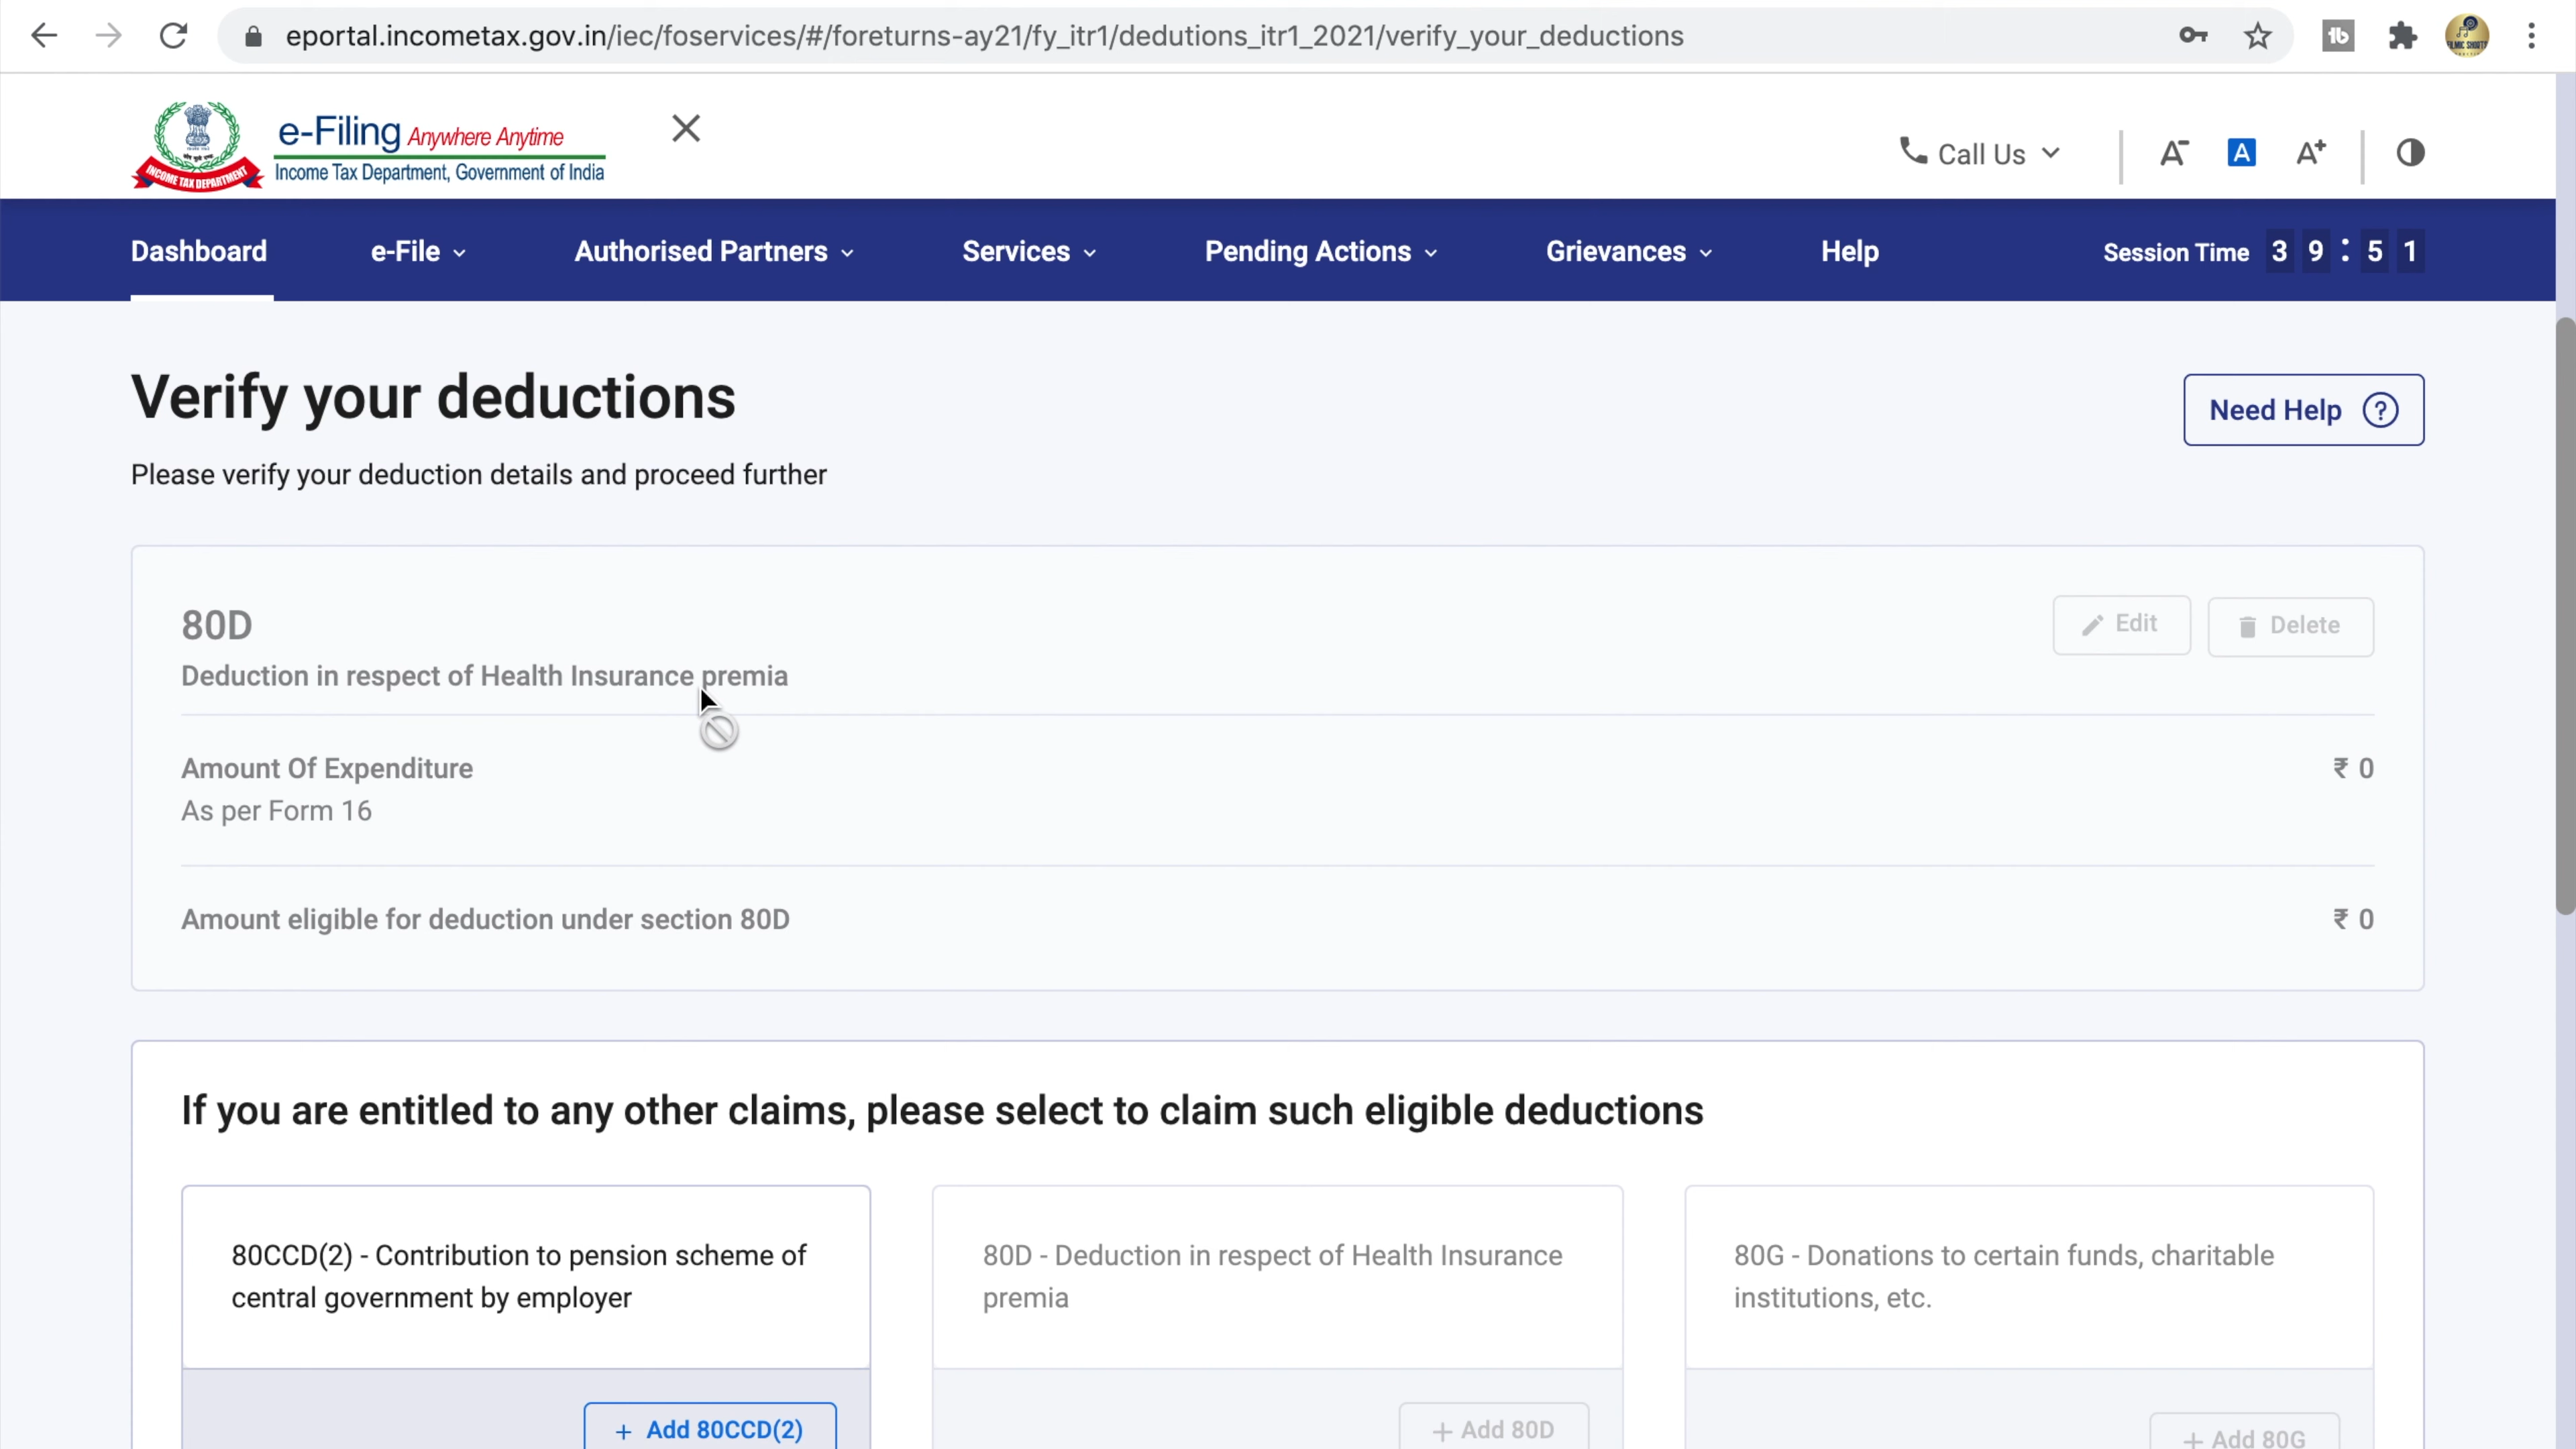 eportal.incometax.gov.in/iec/foservices/#/foreturns-ay21/fy_itr1/dedutions_itr1_2021/verify_your_deductions
e-Filing Anywhere Anytime
Income Tax Department, Government of India
INCOME TAX DEPARTMENT
Call Us
A-
A
A+
Dashboard
e-File
Authorised Partners
Services
Pending Actions
Grievances
Help
Session Time 3 9 : 5 1
Verify your deductions
Need Help ?
Please verify your deduction details and proceed further
80D
Edit
Delete
Deduction in respect of Health Insurance premia
Amount Of Expenditure
₹ 0
As per Form 16
Amount eligible for deduction under section 80D
₹ 0
If you are entitled to any other claims, please select to claim such eligible deductions
80CCD(2) - Contribution to pension scheme of
central government by employer
+ Add 80CCD(2)
80D - Deduction in respect of Health Insurance
premia
+ Add 80D
80G - Donations to certain funds, charitable
institutions, etc.
+ Add 80G